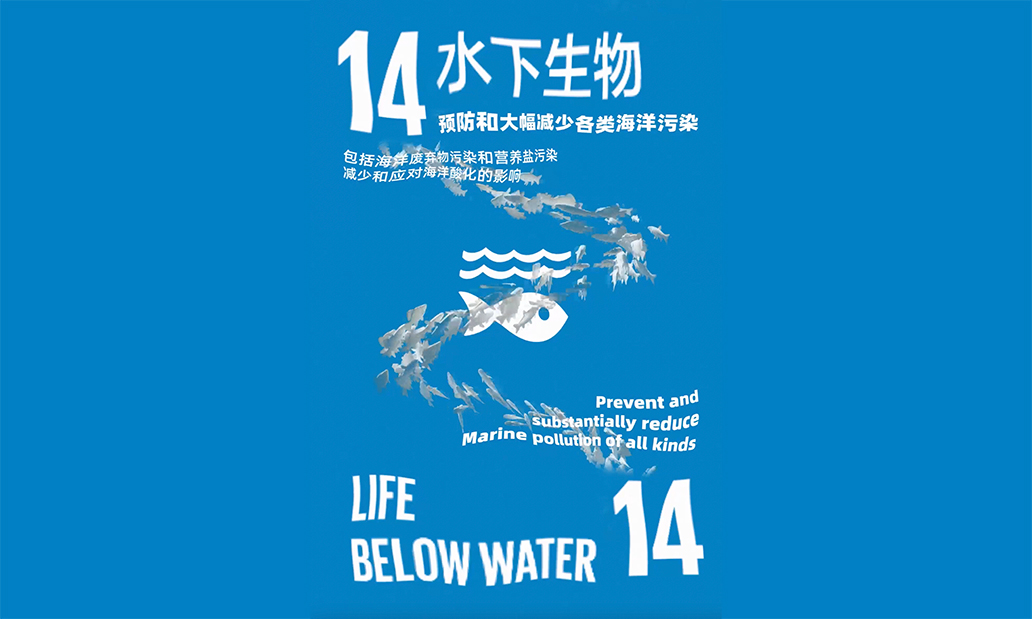 14 水下生物
预防和大幅减少各类海洋污染
包括海洋废弃物污染和营养盐污染
减少和应对海洋酸化的影响
Prevent and
substantially reduce
Marine pollution of all kinds
LIFE
BELOW WATER 14